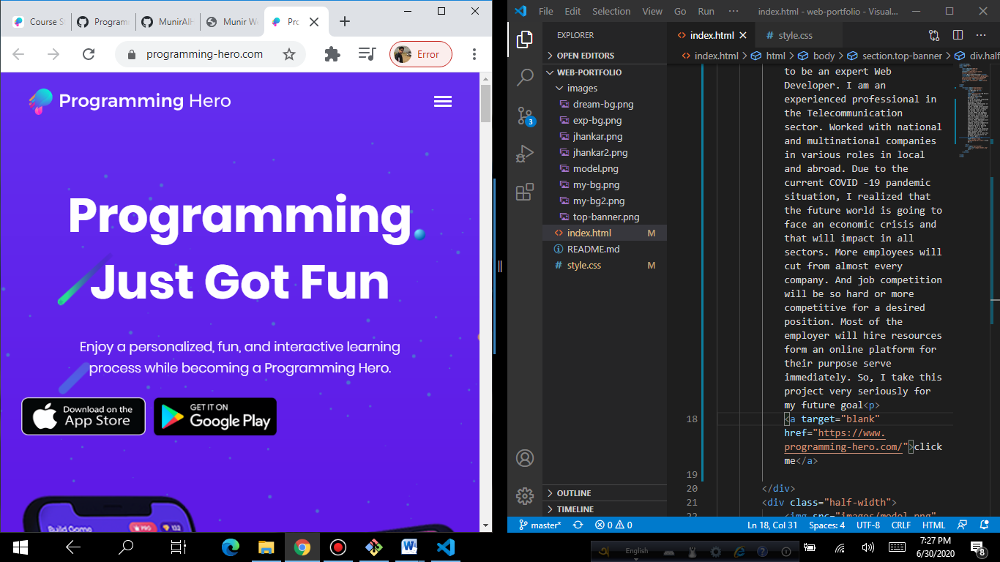 Course S
Program
MunirAlH
Munir W
Pro
programming-hero.com
Error
Programming Hero
Programming
Just Got Fun
Enjoy a personalized, fun, and interactive learning
process while becoming a Programming Hero.
Download on the
App Store
GET IT ON
Google Play
Build Game
PRO
File Edit Selection View Go Run ···
index.html - web-portfolio - Visual...
EXPLORER
OPEN EDITORS
WEB-PORTFOLIO
images
dream-bg.png
exp-bg.png
jhankar.png
jhankar2.png
model.png
my-bg.png
my-bg2.png
top-banner.png
index.html M
README.md
style.css M
OUTLINE
TIMELINE
3
index.html
style.css
index.html > html > body > section.top-banner > div.half
to be an expert Web
Developer. I am an
experienced professional in
the Telecommunication
sector. Worked with national
and multinational companies
in various roles in local
and abroad. Due to the
current COVID -19 pandemic
situation, I realized that
the future world is going to
face an economic crisis and
that will impact in all
sectors. More employees will
cut from almost every
company. And job competition
will be so hard or more
competitive for a desired
position. Most of the
employer will hire resources
form an online platform for
their purpose serve
immediately. So, I take this
project very seriously for
my future goal<p>
18 <a target="blank"
href="https://www.
programming-hero.com/">click
me</a>
19
20 </div>
21 <div class="half-width">
22 <img src="images/model.png"
master* 0 0 Ln 18, Col 31 Spaces: 4 UTF-8 CRLF HTML
English
7:27 PM
6/30/2020
8